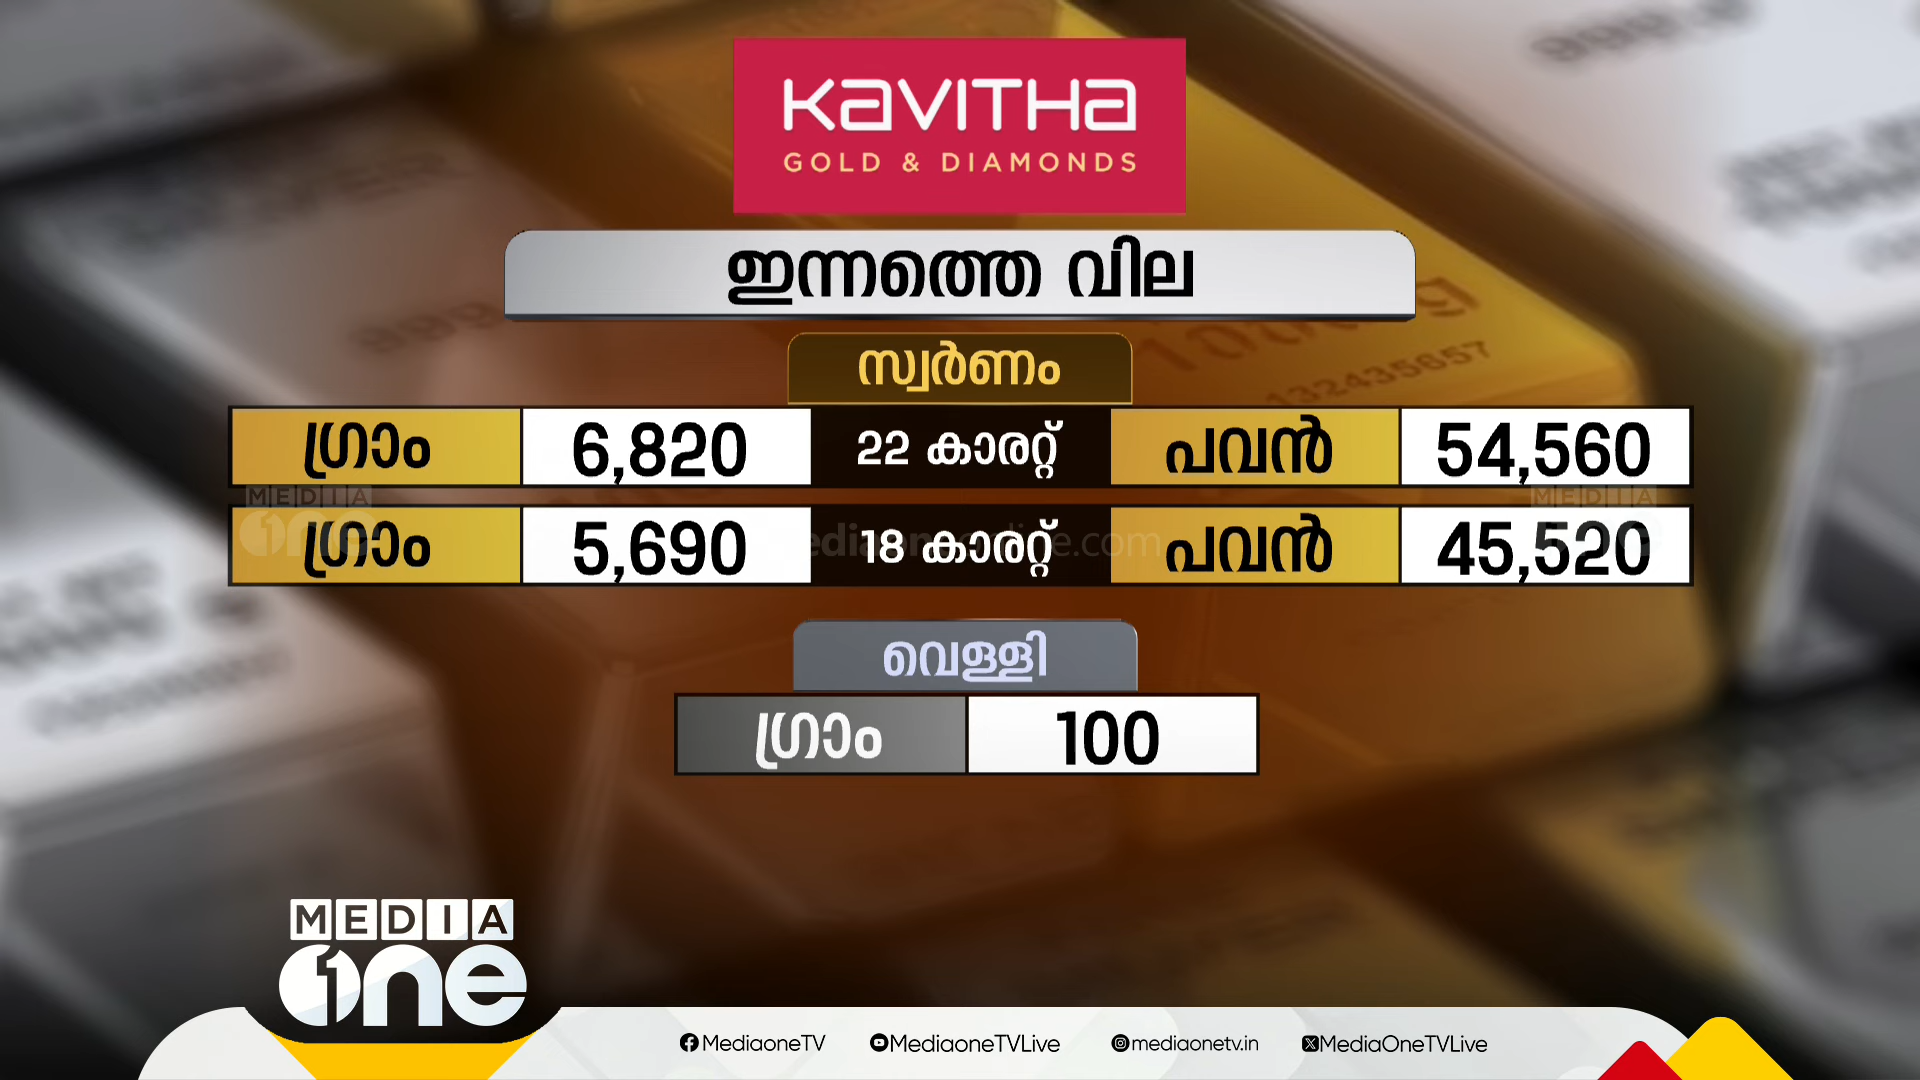 KAVITHA
GOLD & DIAMONDS
ഇന്നത്തെ വില
സ്വർണം
ഗ്രാം 6,820 22 കാരറ്റ് പവൻ 54,560
ഗ്രാം 5,690 18 കാരറ്റ് പവൻ 45,520
വെള്ളി
ഗ്രാം 100
MEDIA
one
MediaoneTV MediaoneTVLive mediaonetv.in MediaOneTVLive